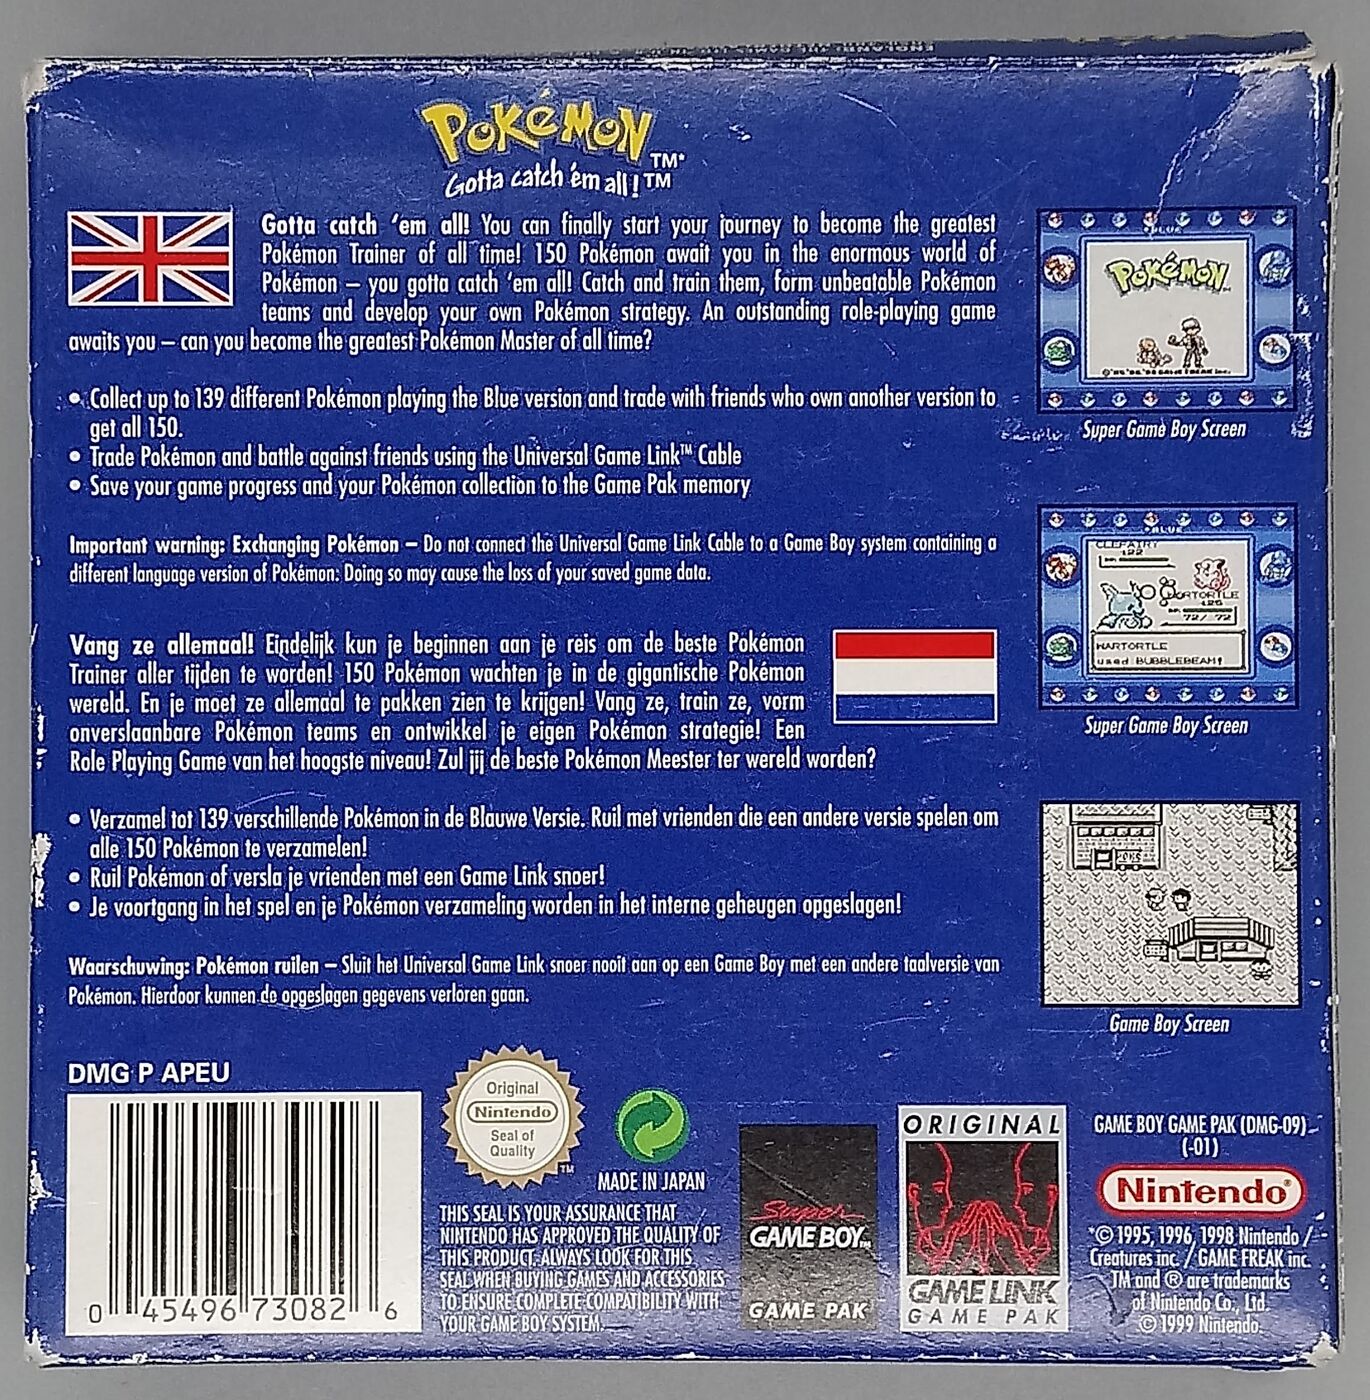 POKéMON TM*
Gotta catch 'em all! TM
Gotta catch 'em all! You can finally start your journey to become the greatest
Pokémon Trainer of all time! 150 Pokémon await you in the enormous world of
Pokémon – you gotta catch 'em all! Catch and train them, form unbeatable Pokémon
teams and develop your own Pokémon strategy. An outstanding role-playing game
awaits you – can you become the greatest Pokémon Master of all time?
• Collect up to 139 different Pokémon playing the Blue version and trade with friends who own another version to
get all 150.
• Trade Pokémon and battle against friends using the Universal Game Link™ Cable
• Save your game progress and your Pokémon collection to the Game Pak memory
Important warning: Exchanging Pokémon – Do not connect the Universal Game Link Cable to a Game Boy system containing a
different language version of Pokémon: Doing so may cause the loss of your saved game data.
Vang ze allemaal! Eindelijk kun je beginnen aan je reis om de beste Pokémon
Trainer aller tijden te worden! 150 Pokémon wachten je in de gigantische Pokémon
wereld. En je moet ze allemaal te pakken zien te krijgen! Vang ze, train ze, vorm
onverslaanbare Pokémon teams en ontwikkel je eigen Pokémon strategie! Een
Role Playing Game van het hoogste niveau! Zul jij de beste Pokémon Meester ter wereld worden?
• Verzamel tot 139 verschillende Pokémon in de Blauwe Versie. Ruil met vrienden die een andere versie spelen om
alle 150 Pokémon te verzamelen!
• Ruil Pokémon of versla je vrienden met een Game Link snoer!
• Je voortgang in het spel en je Pokémon verzameling worden in het interne geheugen opgeslagen!
Waarschuwing: Pokémon ruilen – Sluit het Universal Game Link snoer nooit aan op een Game Boy met een andere taalversie van
Pokémon. Hierdoor kunnen de opgeslagen gegevens verloren gaan.
BLUE
POKéMON
Super Game Boy Screen
BLUE
CLEFAIRY
:22
WARTORTLE
:26
72/ 72
WARTORTLE
used BUBBLEBEAM!
Super Game Boy Screen
POKé
Game Boy Screen
DMG P APEU
0 45496 73082 6
Original
Nintendo
Seal of
Quality
TM
MADE IN JAPAN
THIS SEAL IS YOUR ASSURANCE THAT
NINTENDO HAS APPROVED THE QUALITY OF
THIS PRODUCT. ALWAYS LOOK FOR THIS
SEAL WHEN BUYING GAMES AND ACCESSORIES
TO ENSURE COMPLETE COMPATIBILITY WITH
YOUR GAME BOY SYSTEM.
Super
GAME BOY™
GAME PAK
ORIGINAL
GAME LINK
GAME PAK
GAME BOY GAME PAK (DMG-09)
(-01)
Nintendo®
*© 1995, 1996, 1998 Nintendo /
Creatures inc. / GAME FREAK inc.
TM and ® are trademarks
of Nintendo Co., Ltd.
© 1999 Nintendo.